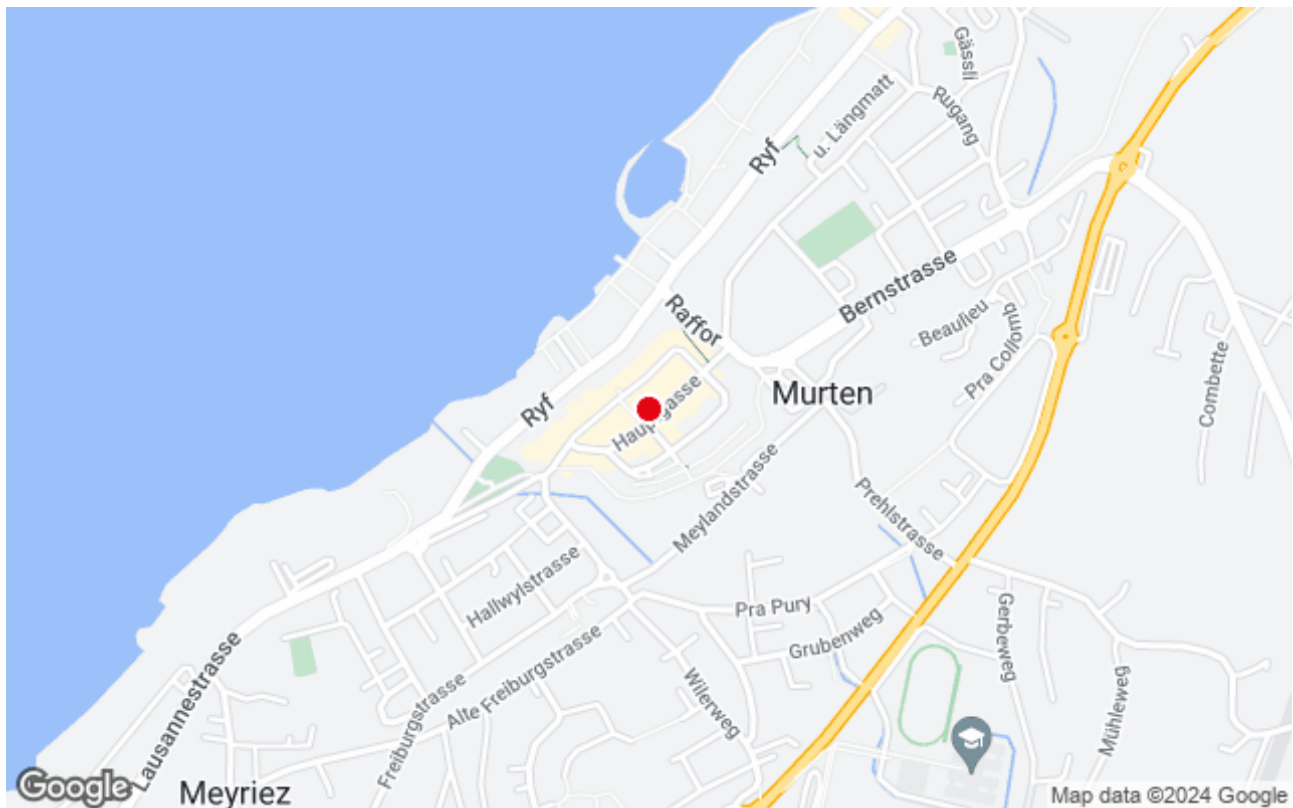 Gässli
Rugang
u. Längmatt
Ryf
Bernstrasse
Raffor
Beaulieu
Pra Collomb
Combette
Murten
Ryf
Hauptgasse
Meylandstrasse
Prehlstrasse
Hallwylstrasse
Pra Pury
Grubenweg
Gerbeweg
Lausannestrasse
Freiburgstrasse
Alte Freiburgstrasse
Wilerweg
Mühleweg
Meyriez
Google
Map data ©2024 Google